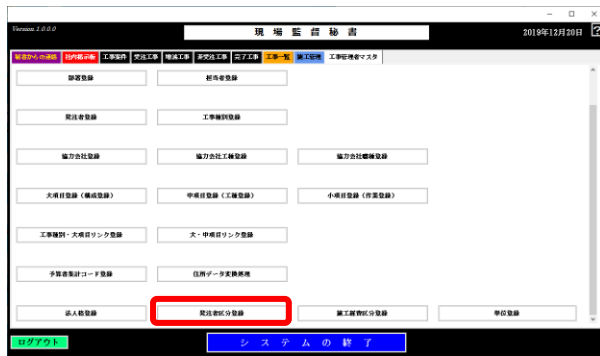 Version 1.0.0.0 現場監督秘書 2019年12月20日 ?
秘書からの連絡 社内掲示板 工事案件 受注工事 増減工事 非受注工事 完了工事 工事一覧 施工管理 工事管理者マスタ
部署登録 担当者登録
発注者登録 工事種別登録
協力会社登録 協力会社工種登録 協力会社職種登録
大項目登録(構成登録) 中項目登録(工種登録) 小項目登録(作業登録)
工事種別・大項目リンク登録 大・中項目リンク登録
予算書集計コード登録 住所データ変換処理
法人格登録 発注者区分登録 施工経費区分登録 単位登録
ログアウト システムの終了